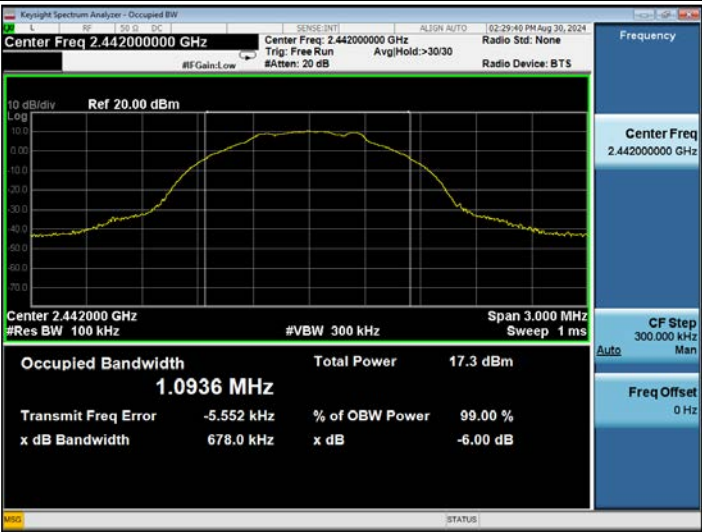 Keysight Spectrum Analyzer - Occupied BW
L RF 50 Ω DC SENSE:INT ALIGN AUTO 02:29:40 PM Aug 30, 2024
Center Freq 2.442000000 GHz
Center Freq: 2.442000000 GHz
Radio Std: None
Trig: Free Run Avg|Hold:>30/30
#IFGain:Low
#Atten: 20 dB
Radio Device: BTS
Frequency
10 dB/div Ref 20.00 dBm
Log
10.0
0.00
-10.0
-20.0
-30.0
-40.0
-50.0
-60.0
-70.0
Center Freq
2.442000000 GHz
Center 2.442000 GHz Span 3.000 MHz
#Res BW 100 kHz #VBW 300 kHz Sweep 1 ms
CF Step
300.000 kHz
Auto Man
Freq Offset
0 Hz
Occupied Bandwidth Total Power 17.3 dBm
1.0936 MHz
Transmit Freq Error -5.552 kHz % of OBW Power 99.00 %
x dB Bandwidth 678.0 kHz x dB -6.00 dB
MSG STATUS